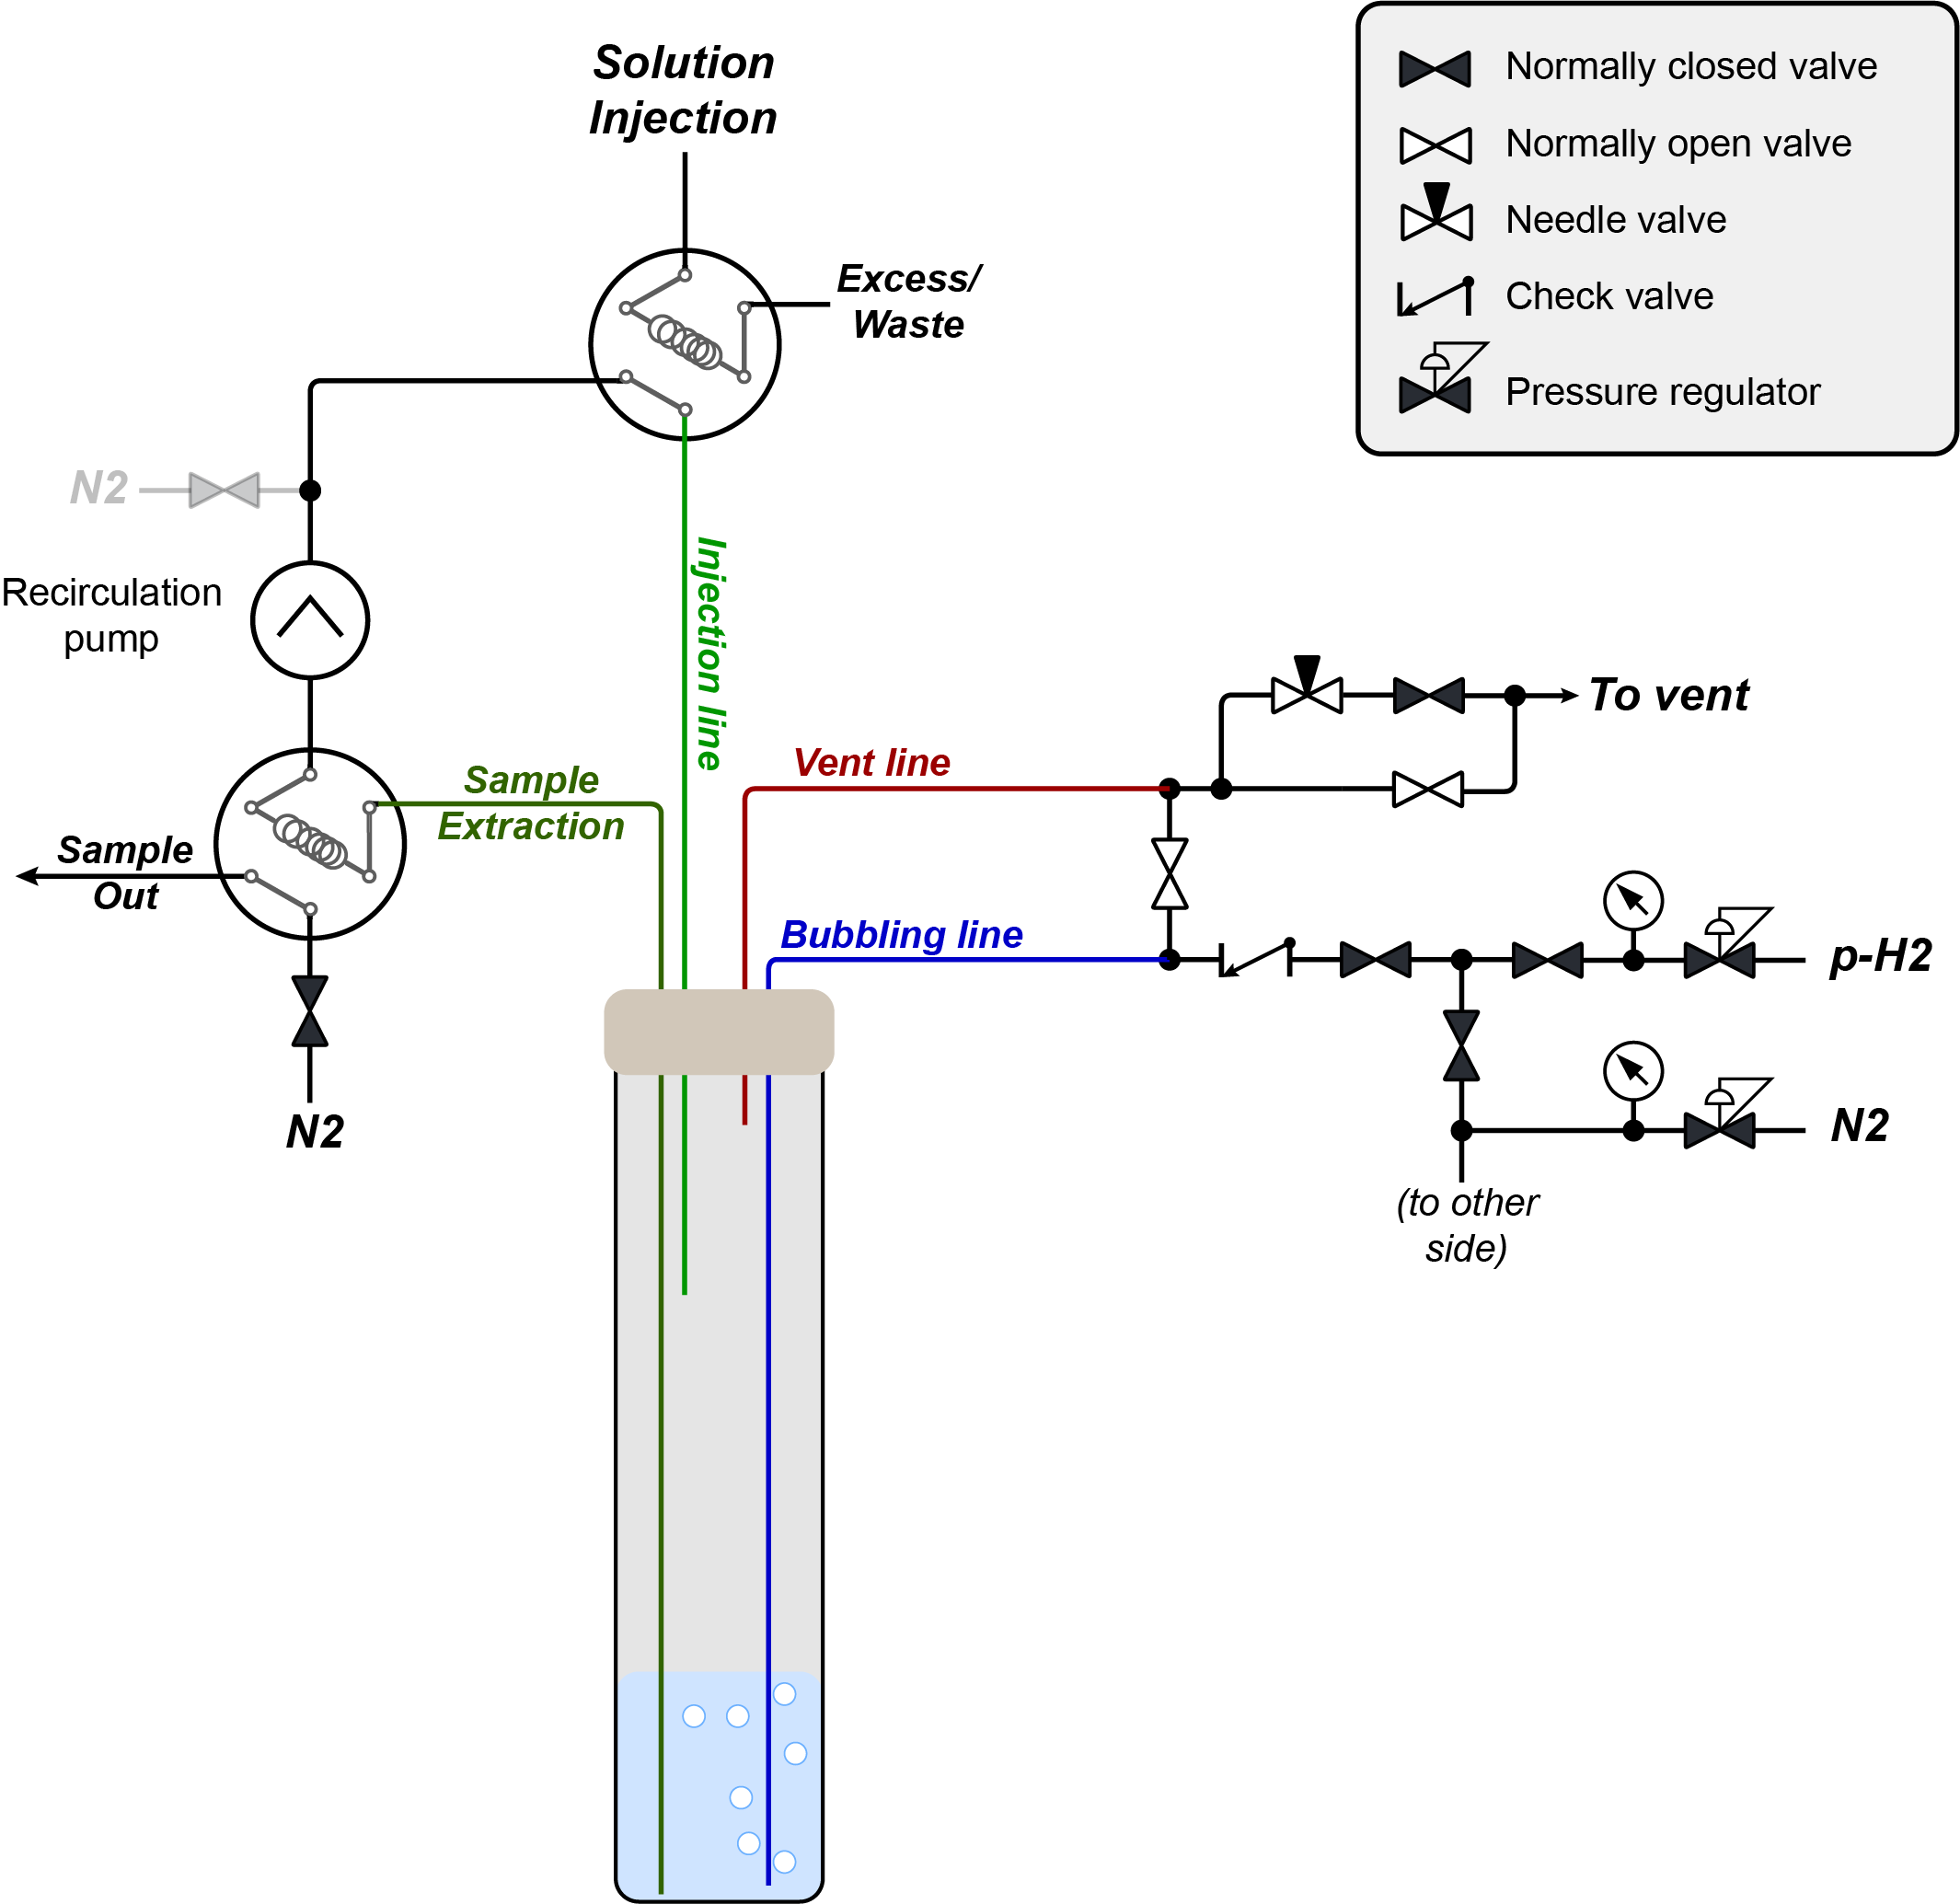 Solution
Injection
Normally closed valve
Normally open valve
Needle valve
Check valve
Pressure regulator
Excess/
Waste
N2
Recirculation
pump
Injection line
Sample
Extraction
Sample
Out
N2
Vent line
To vent
Bubbling line
p-H2
N2
(to other
side)